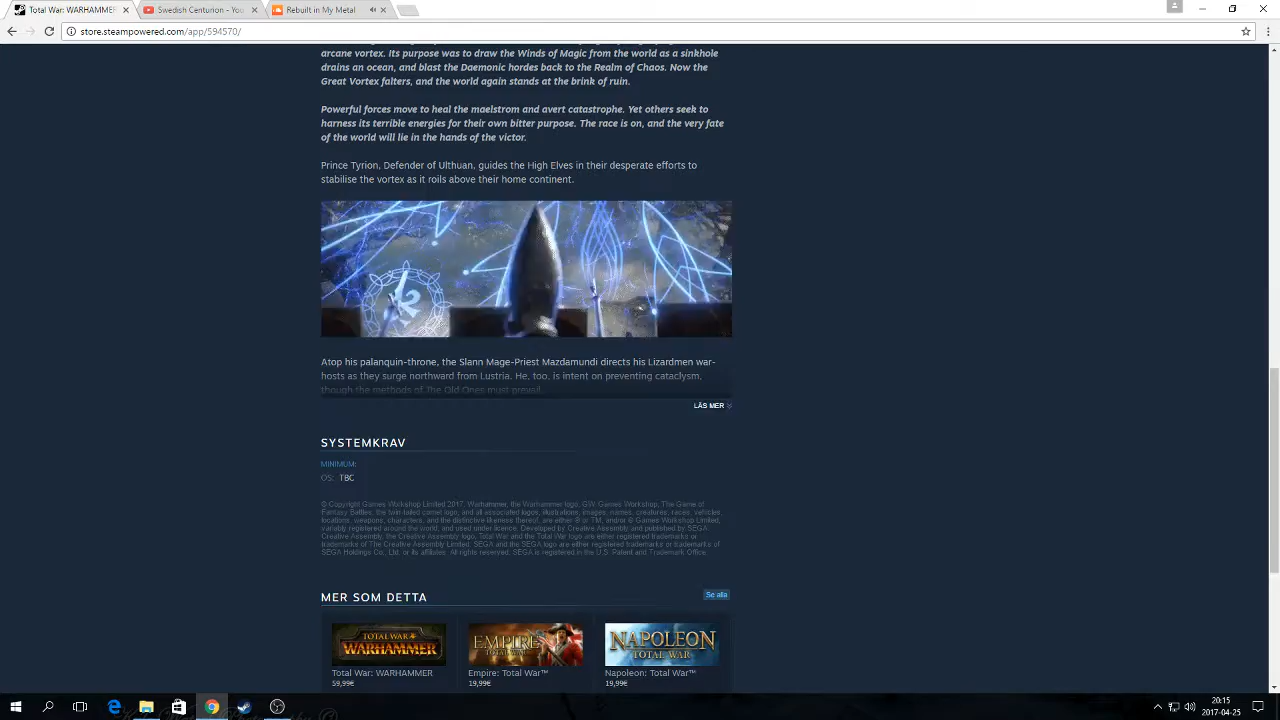 Total War: WARHAMMER
Swedish Centurion - You
Rebuilt in My Metal
store.steampowered.com/app/594570/
arcane vortex. Its purpose was to draw the Winds of Magic from the world as a sinkhole
drains an ocean, and blast the Daemonic hordes back to the Realm of Chaos. Now the
Great Vortex falters, and the world again stands at the brink of ruin.
Powerful forces move to heal the maelstrom and avert catastrophe. Yet others seek to
harness its terrible energies for their own bitter purpose. The race is on, and the very fate
of the world will lie in the hands of the victor.
Prince Tyrion, Defender of Ulthuan, guides the High Elves in their desperate efforts to
stabilise the vortex as it roils above their home continent.
Atop his palanquin-throne, the Slann Mage-Priest Mazdamundi directs his Lizardmen war-
hosts as they surge northward from Lustria. He, too, is intent on preventing cataclysm,
though the methods of The Old Ones must prevail.
LÄS MER
SYSTEMKRAV
MINIMUM:
OS: TBC
© Copyright Games Workshop Limited 2017. Warhammer, the Warhammer logo, GW, Games Workshop, The Game of
Fantasy Battles, the twin-tailed comet logo, and all associated logos, illustrations, images, names, creatures, races, vehicles,
locations, weapons, characters, and the distinctive likeness thereof, are either ® or TM, and/or © Games Workshop Limited,
variably registered around the world, and used under licence. Developed by Creative Assembly and published by SEGA.
Creative Assembly, the Creative Assembly logo, Total War and the Total War logo are either registered trademarks or
trademarks of The Creative Assembly Limited. SEGA and the SEGA logo are either registered trademarks or trademarks of
SEGA Holdings Co., Ltd. or its affiliates. All rights reserved. SEGA is registered in the U.S. Patent and Trademark Office.
MER SOM DETTA
Se alla
TOTAL WAR
WARHAMMER
EMPIRE
TOTAL WAR
NAPOLEON
TOTAL WAR
Total War: WARHAMMER
Empire: Total War™
Napoleon: Total War™
59,99€
19,99€
19,99€
20:15
2017-04-25